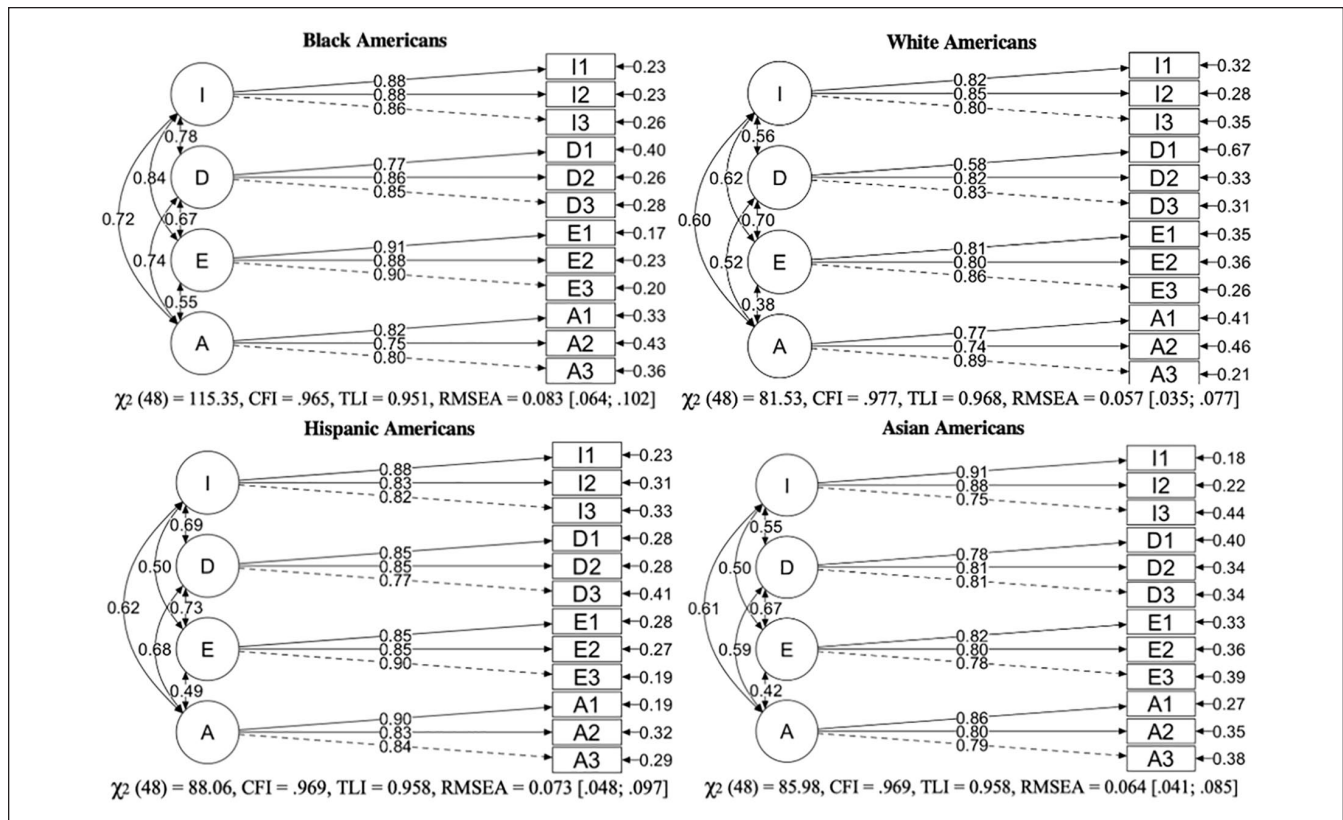 Black Americans
I
D
E
A
0.88
0.88
0.86
0.77
0.86
0.85
0.91
0.88
0.90
0.82
0.75
0.80
0.78
0.84
0.72
0.67
0.74
0.55
I1 0.23
I2 0.23
I3 0.26
D1 0.40
D2 0.26
D3 0.28
E1 0.17
E2 0.23
E3 0.20
A1 0.33
A2 0.43
A3 0.36
χ2 (48) = 115.35, CFI = .965, TLI = 0.951, RMSEA = 0.083 [.064; .102]
White Americans
I
D
E
A
0.82
0.85
0.80
0.58
0.82
0.83
0.81
0.80
0.86
0.77
0.74
0.89
0.56
0.62
0.60
0.70
0.52
0.38
I1 0.32
I2 0.28
I3 0.35
D1 0.67
D2 0.33
D3 0.31
E1 0.35
E2 0.36
E3 0.26
A1 0.41
A2 0.46
A3 0.21
χ2 (48) = 81.53, CFI = .977, TLI = 0.968, RMSEA = 0.057 [.035; .077]
Hispanic Americans
I
D
E
A
0.88
0.83
0.82
0.85
0.85
0.77
0.85
0.85
0.90
0.90
0.83
0.84
0.69
0.50
0.62
0.73
0.68
0.49
I1 0.23
I2 0.31
I3 0.33
D1 0.28
D2 0.28
D3 0.41
E1 0.28
E2 0.27
E3 0.19
A1 0.19
A2 0.32
A3 0.29
χ2 (48) = 88.06, CFI = .969, TLI = 0.958, RMSEA = 0.073 [.048; .097]
Asian Americans
I
D
E
A
0.91
0.88
0.75
0.78
0.81
0.81
0.82
0.80
0.78
0.86
0.80
0.79
0.55
0.50
0.61
0.67
0.59
0.42
I1 0.18
I2 0.22
I3 0.44
D1 0.40
D2 0.34
D3 0.34
E1 0.33
E2 0.36
E3 0.39
A1 0.27
A2 0.35
A3 0.38
χ2 (48) = 85.98, CFI = .969, TLI = 0.958, RMSEA = 0.064 [.041; .085]